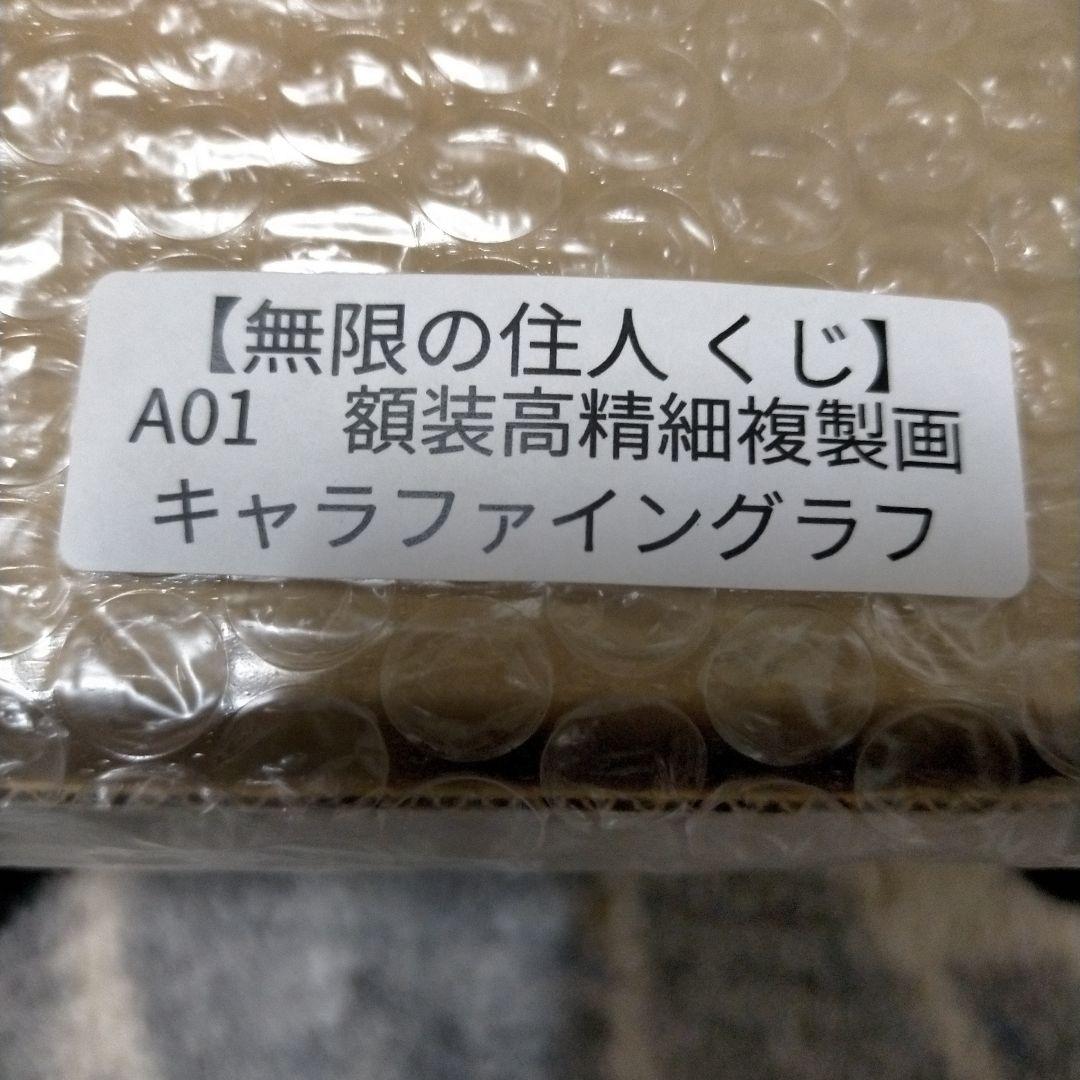 【無限の住人 くじ】
A01　額装高精細複製画
キャラファイングラフ